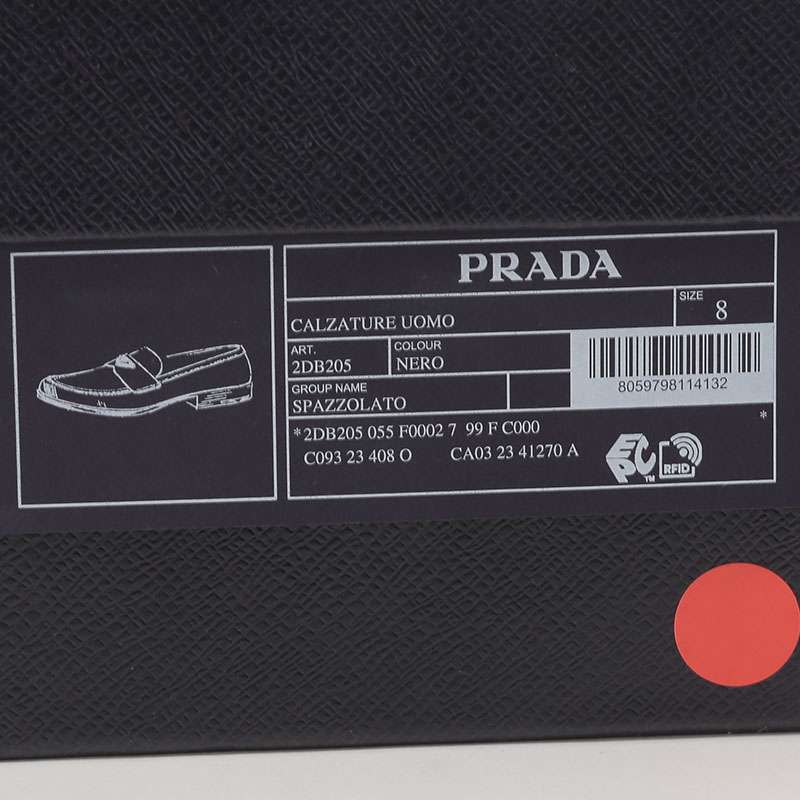 PRADA
CALZATURE UOMO
SIZE
8
ART.
2DB205
COLOUR
NERO
GROUP NAME
SPAZZOLATO
8059798114132
*2DB205 055 F0002 7 99 F C000
*
C093 23 408 O CA03 23 41270 A
EPC™
RFID